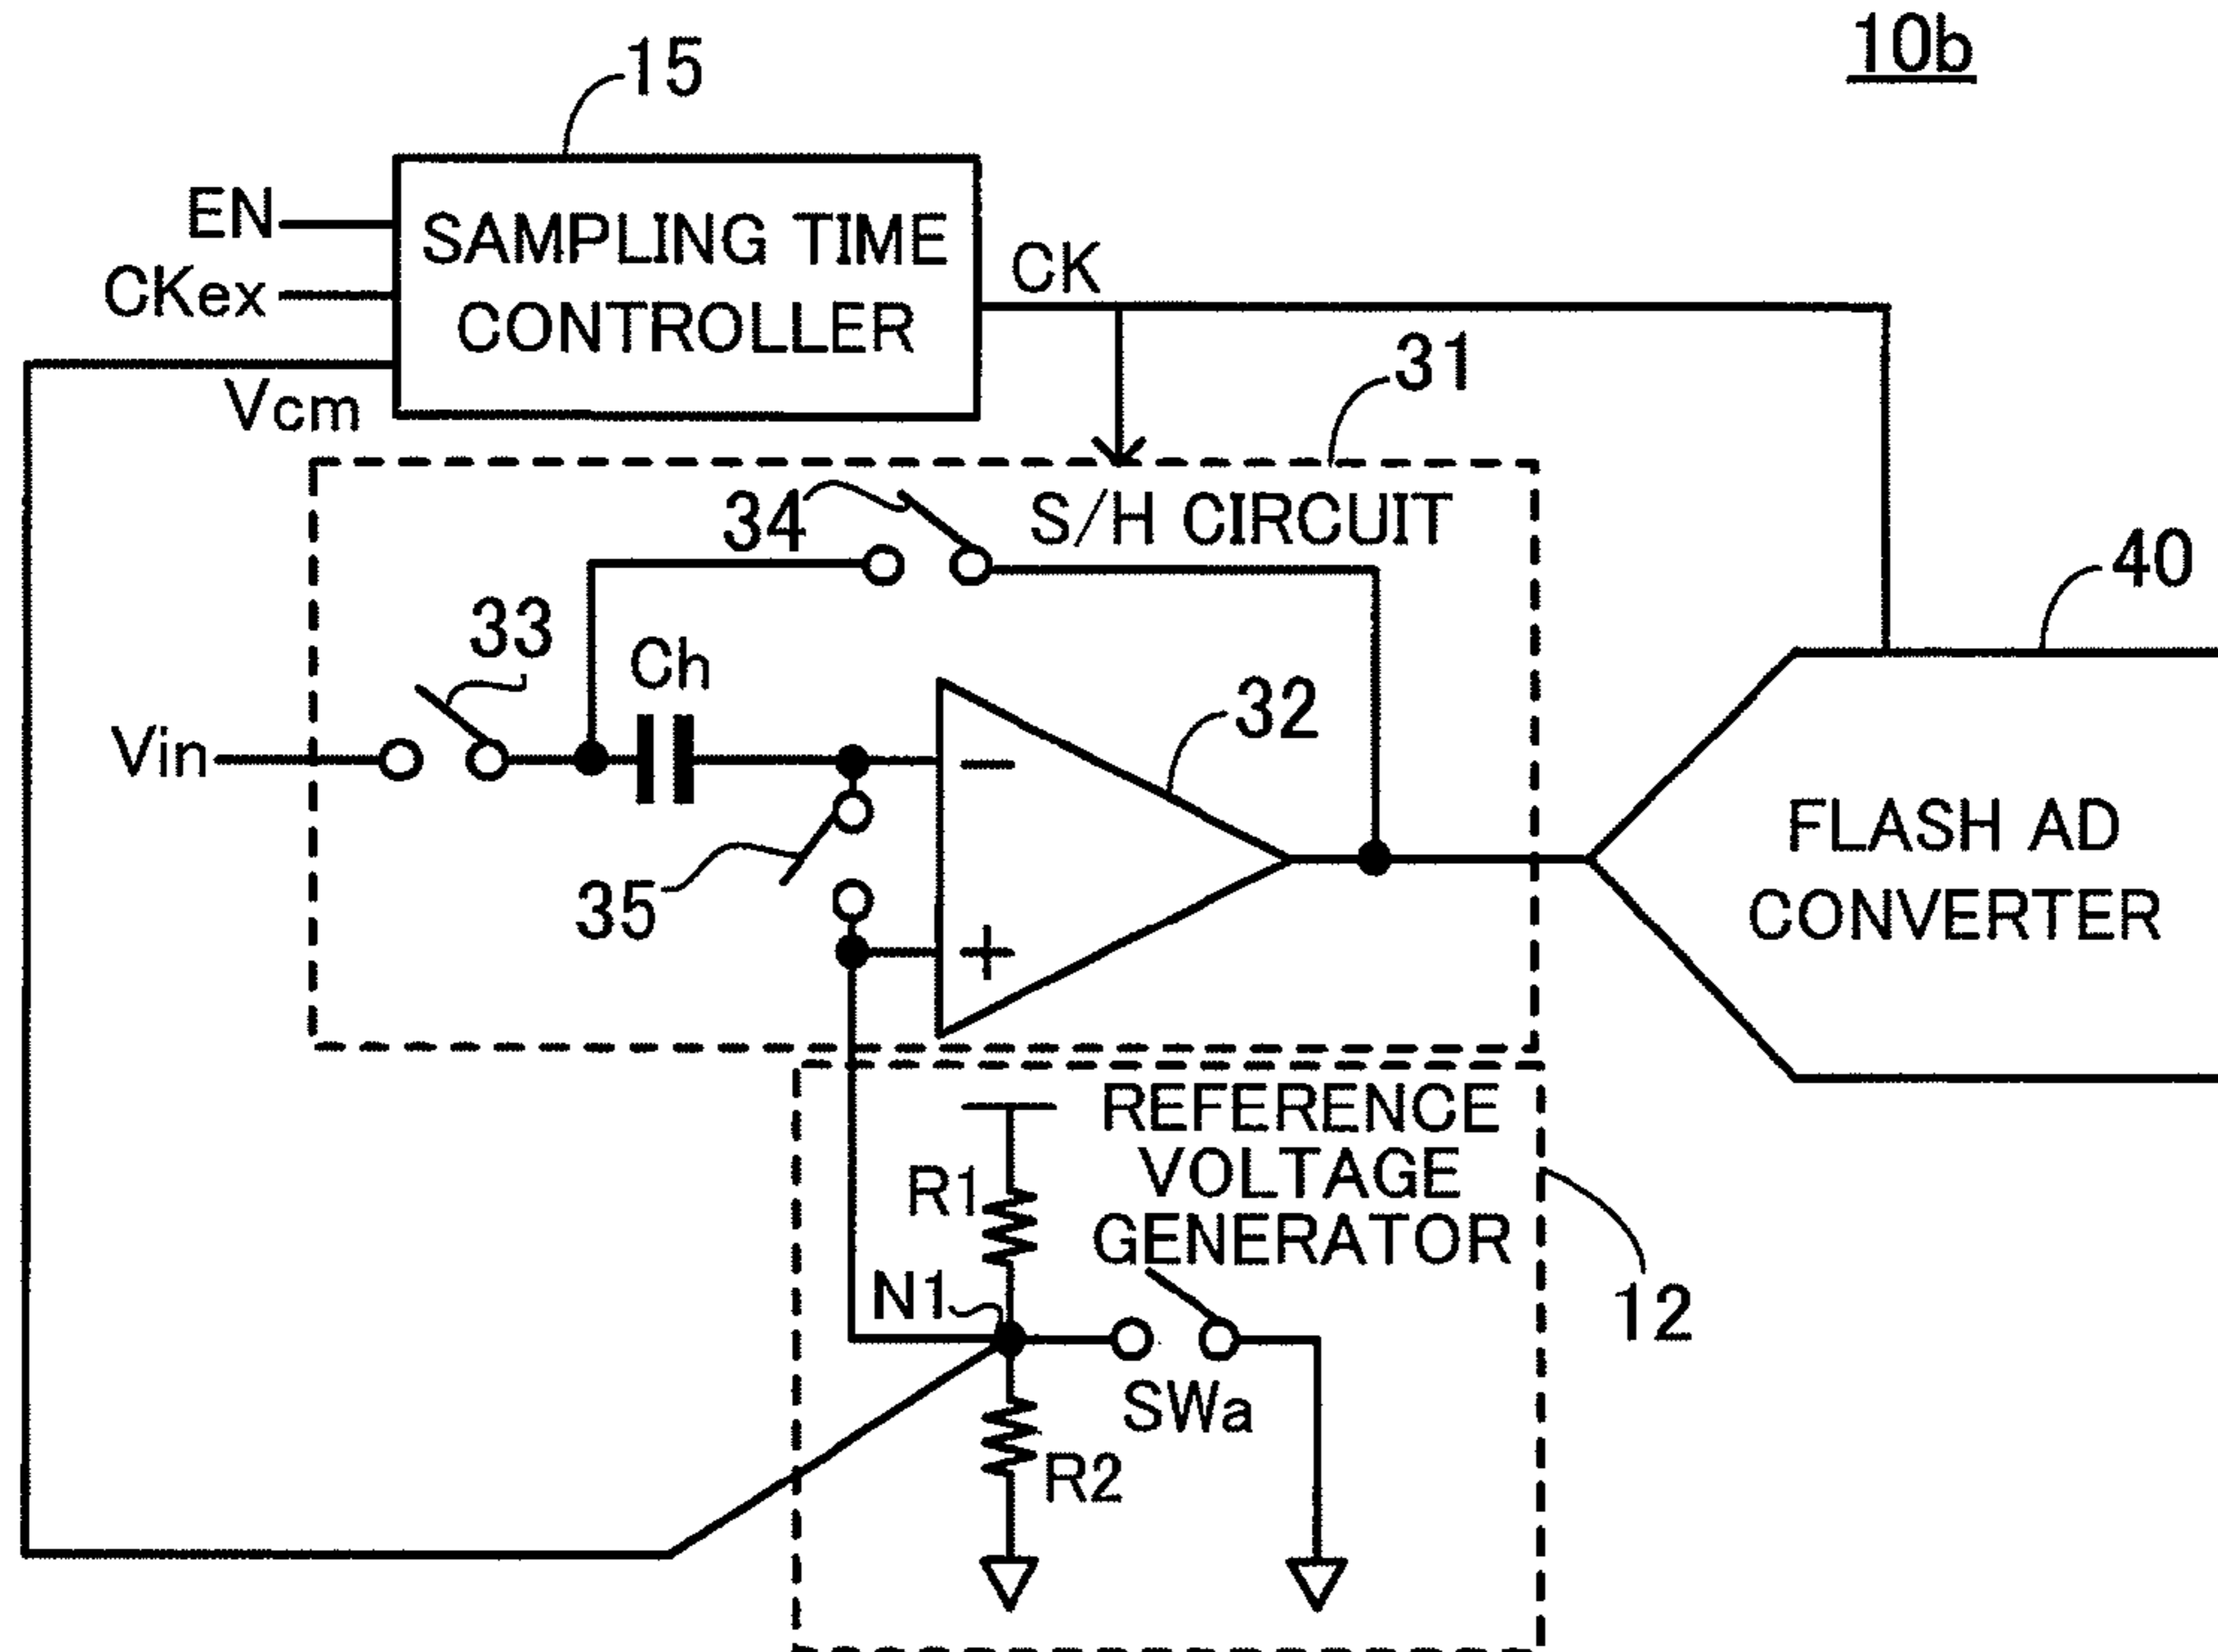 10b
15
EN
CKex
Vcm
SAMPLING TIME
CONTROLLER
CK
31
S/H CIRCUIT
34
33
Ch
Vin
32
35
−
+
40
FLASH AD
CONVERTER
REFERENCE
VOLTAGE
GENERATOR
R1
N1
12
SWa
R2